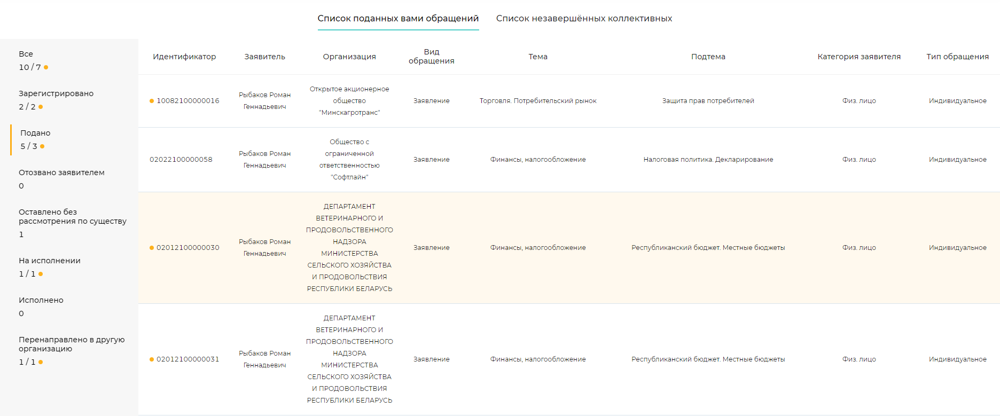 Список поданных вами обращений
Список незавершённых коллективных
Все
10 / 7
Зарегистрировано
2 / 2
Подано
5 / 3
Отозвано заявителем
0
Оставлено без
рассмотрения по существу
1
На исполнении
1 / 1
Исполнено
0
Перенаправлено в другую
организацию
1 / 1
Идентификатор
Заявитель
Организация
Вид
обращения
Тема
Подтема
Категория заявителя
Тип обращения
10082100000016
Рыбаков Роман
Геннадьевич
Открытое акционерное
общество
"Минскагротранс"
Заявление
Торговля. Потребительский рынок
Защита прав потребителей
Физ. лицо
Индивидуальное
02022100000058
Рыбаков Роман
Геннадьевич
Общество с
ограниченной
ответственностью
"Софтлайн"
Заявление
Финансы, налогообложение
Налоговая политика. Декларирование
Физ. лицо
Индивидуальное
02012100000030
Рыбаков Роман
Геннадьевич
ДЕПАРТАМЕНТ
ВЕТЕРИНАРНОГО И
ПРОДОВОЛЬСТВЕННОГО
НАДЗОРА
МИНИСТЕРСТВА
СЕЛЬСКОГО ХОЗЯЙСТВА
И ПРОДОВОЛЬСТВИЯ
РЕСПУБЛИКИ БЕЛАРУСЬ
Заявление
Финансы, налогообложение
Республиканский бюджет. Местные бюджеты
Физ. лицо
Индивидуальное
02012100000031
Рыбаков Роман
Геннадьевич
ДЕПАРТАМЕНТ
ВЕТЕРИНАРНОГО И
ПРОДОВОЛЬСТВЕННОГО
НАДЗОРА
МИНИСТЕРСТВА
СЕЛЬСКОГО ХОЗЯЙСТВА
И ПРОДОВОЛЬСТВИЯ
РЕСПУБЛИКИ БЕЛАРУСЬ
Заявление
Финансы, налогообложение
Республиканский бюджет. Местные бюджеты
Физ. лицо
Индивидуальное